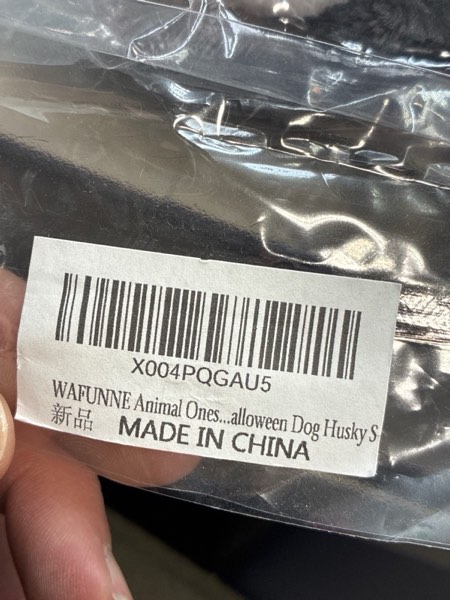 X004PQGAU5
WAFUNNE Animal Ones...alloween Dog Husky S
新品 MADE IN CHINA